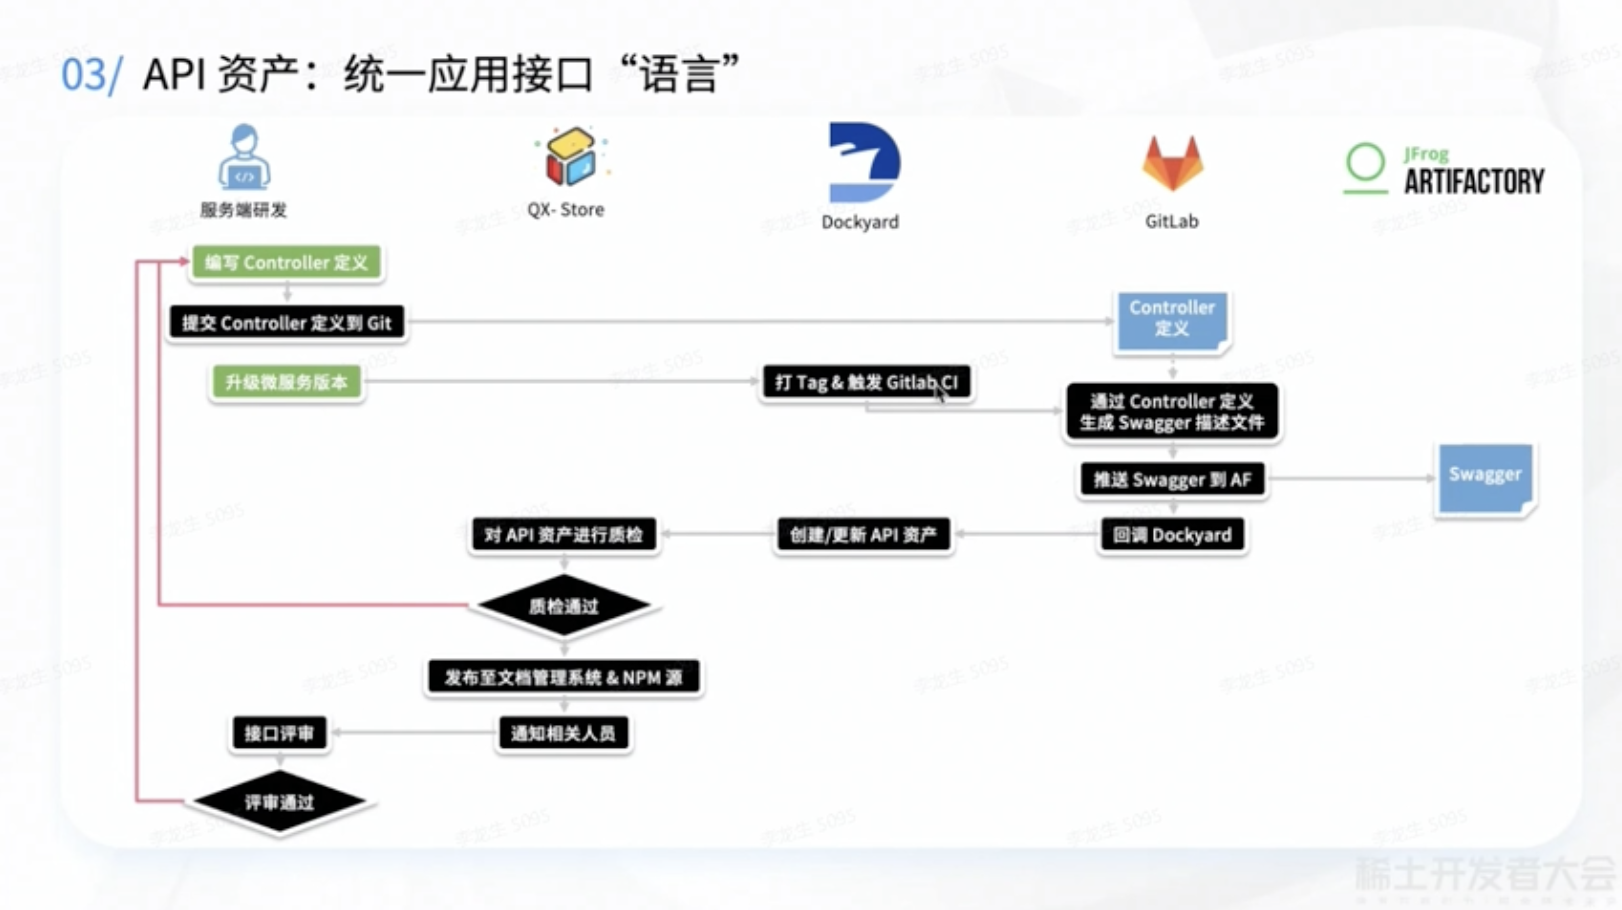 03/ API 资产：统一应用接口“语言”
服务端研发
QX- Store
Dockyard
GitLab
JFrog
ARTIFACTORY
编写 Controller 定义
提交 Controller 定义到 Git
Controller
定义
升级微服务版本
打 Tag & 触发 Gitlab CI
通过 Controller 定义
生成 Swagger 描述文件
推送 Swagger 到 AF
Swagger
对 API 资产进行质检
创建/更新 API 资产
回调 Dockyard
质检通过
发布至文档管理系统 & NPM 源
接口评审
通知相关人员
评审通过
稀土开发者大会
李龙生 5095